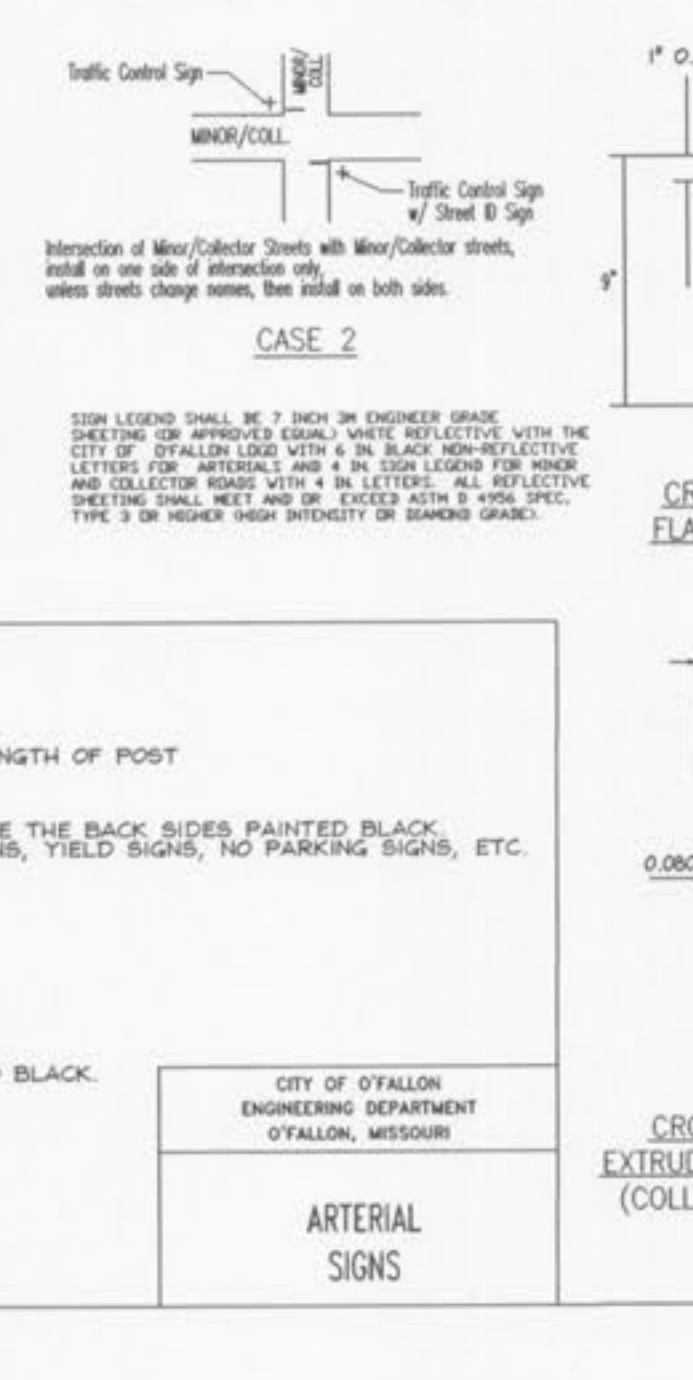 Traffic Control Sign
MINOR/
COLL
MINOR/COLL.
Traffic Control Sign
w/ Street ID Sign
Intersection of Minor/Collector Streets with Minor/Collector streets,
install on one side of intersection only,
unless streets change names, then install on both sides.
CASE 2
SIGN LEGEND SHALL BE 7 INCH 3M ENGINEER GRADE
SHEETING (OR APPROVED EQUAL) WHITE REFLECTIVE WITH THE
CITY OF O'FALLON LOGO WITH 6 IN. BLACK NON-REFLECTIVE
LETTERS FOR ARTERIALS AND 4 IN. SIGN LEGEND FOR MINOR
AND COLLECTOR ROADS WITH 4 IN. LETTERS. ALL REFLECTIVE
SHEETING SHALL MEET AND OR EXCEED ASTM D 4956 SPEC,
TYPE 3 OR HIGHER (HIGH INTENSITY OR DIAMOND GRADE).
1" 0.
9"
CR
FLA
NGTH OF POST
E THE BACK SIDES PAINTED BLACK.
NS, YIELD SIGNS, NO PARKING SIGNS, ETC.
0.080
BLACK.
CITY OF O'FALLON
ENGINEERING DEPARTMENT
O'FALLON, MISSOURI
ARTERIAL
SIGNS
CRO
EXTRUD
(COLL